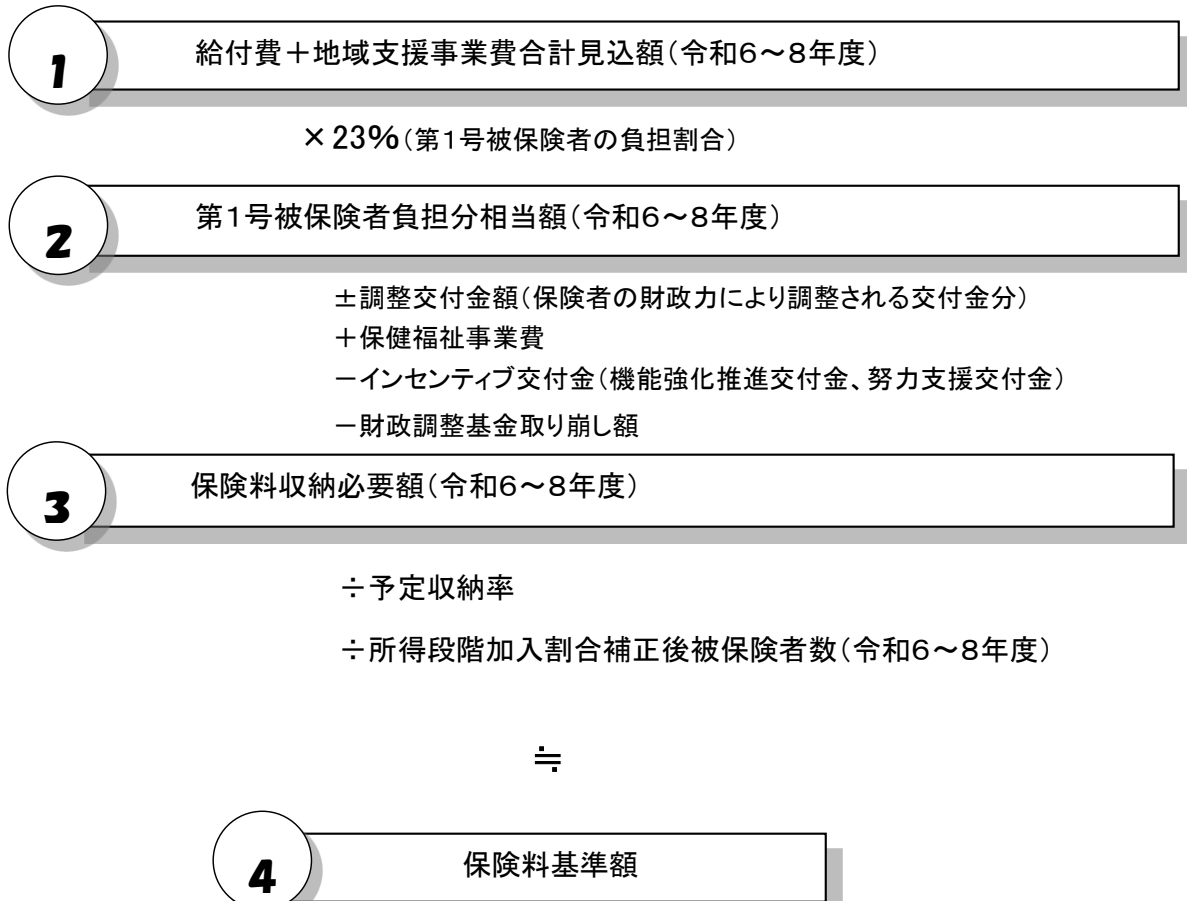 1
給付費＋地域支援事業費合計見込額（令和６～８年度）
×23%（第１号被保険者の負担割合）
2
第１号被保険者負担分相当額（令和６～８年度）
±調整交付金額（保険者の財政力により調整される交付金分）
＋保健福祉事業費
－インセンティブ交付金（機能強化推進交付金、努力支援交付金）
－財政調整基金取り崩し額
3
保険料収納必要額（令和６～８年度）
÷予定収納率
÷所得段階加入割合補正後被保険者数（令和６～８年度）
≒
4
保険料基準額